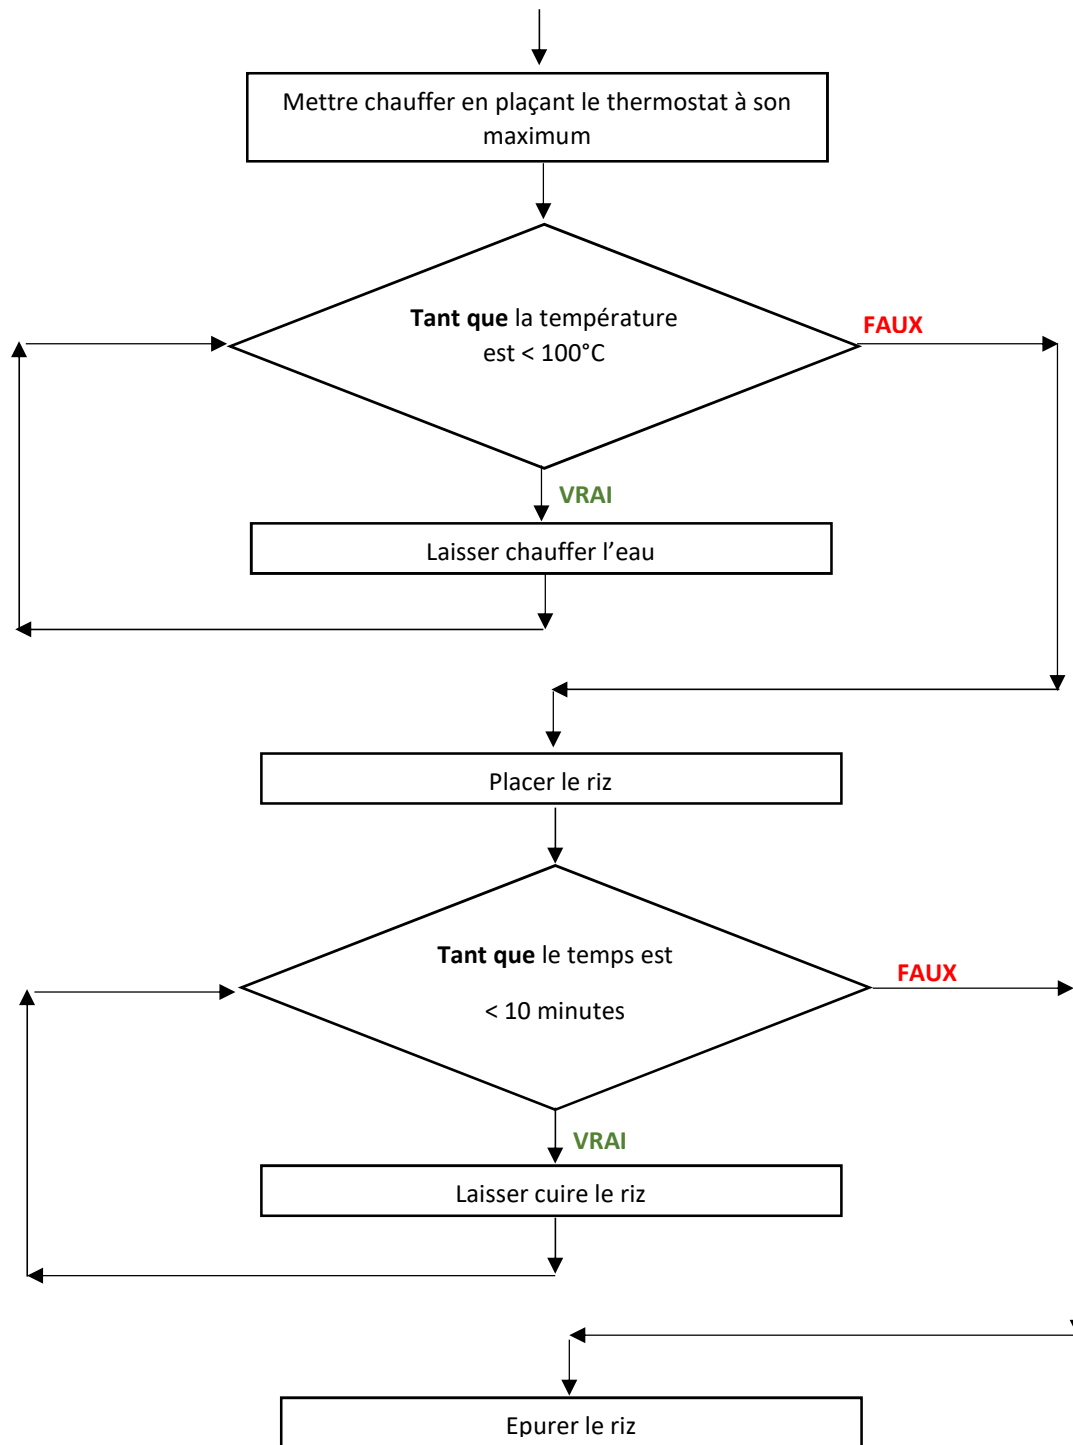 Mettre chauffer en plaçant le thermostat à son
maximum
Tant que la température
est < 100°C
FAUX
VRAI
Laisser chauffer l’eau
Placer le riz
Tant que le temps est
< 10 minutes
FAUX
VRAI
Laisser cuire le riz
Epurer le riz